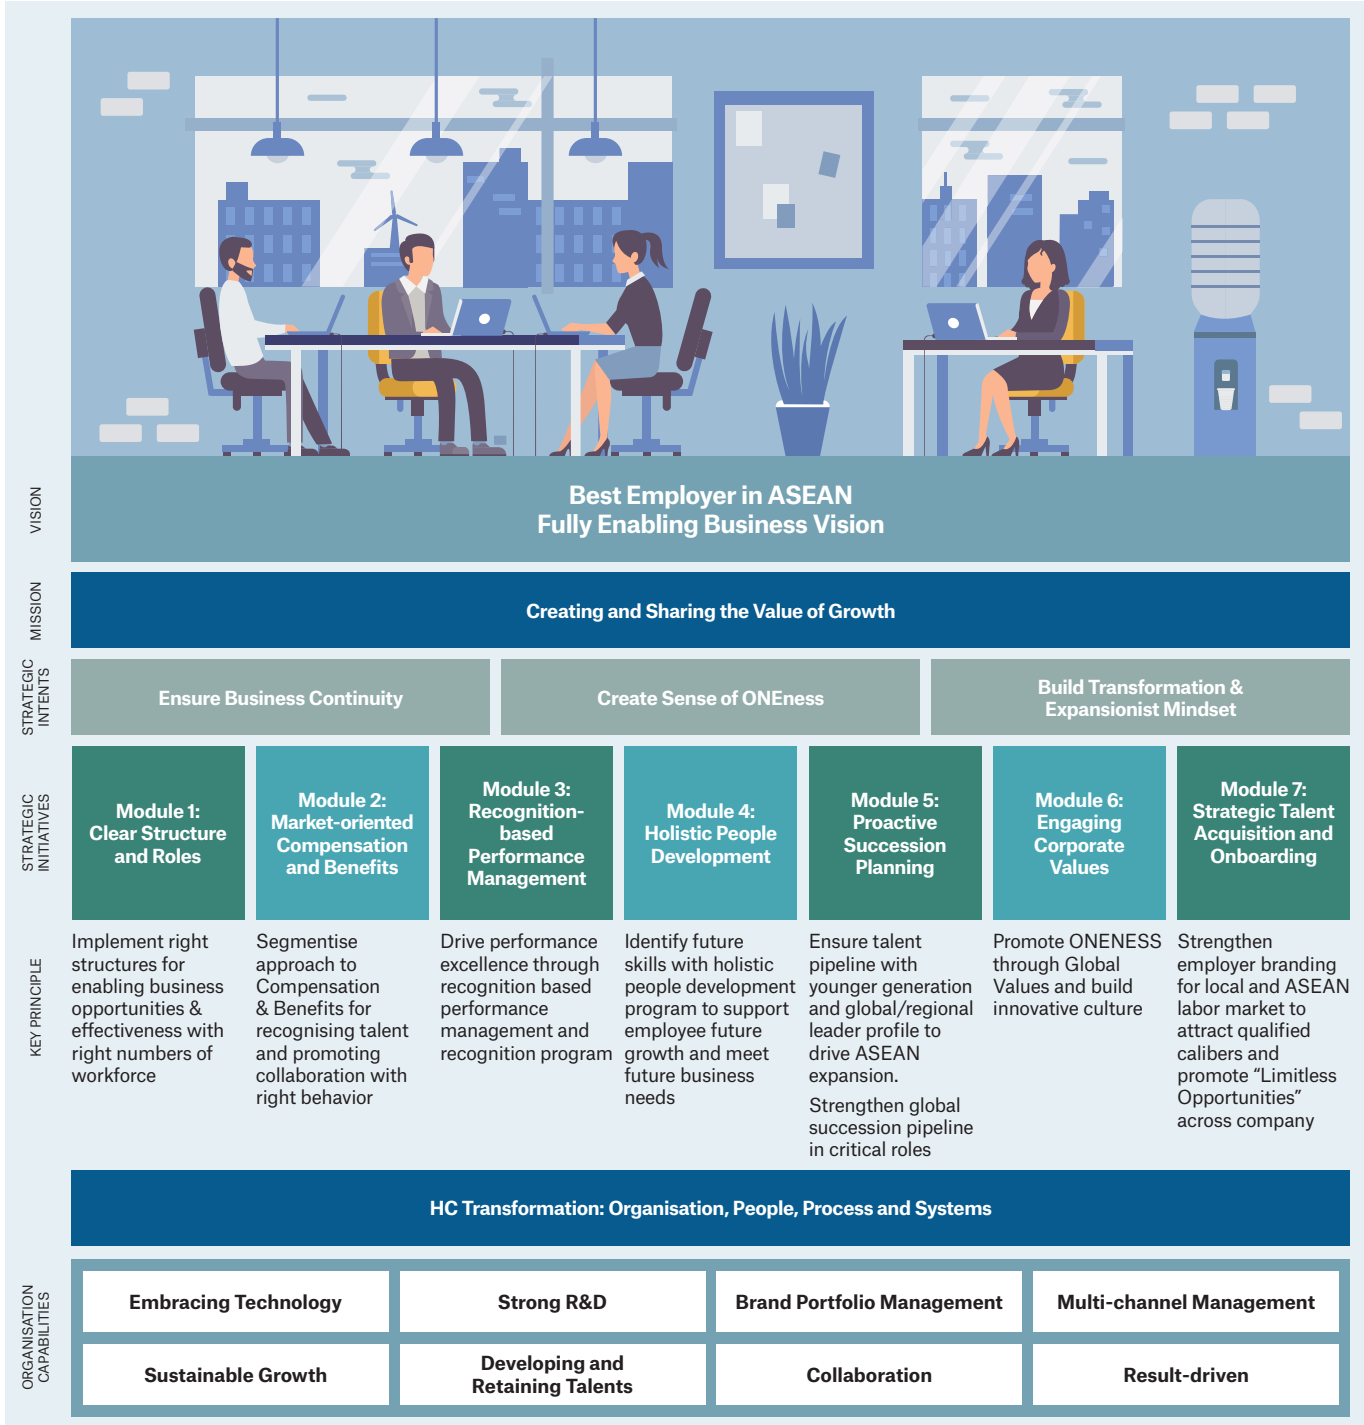 VISION
Best Employer in ASEAN
Fully Enabling Business Vision
MISSION
Creating and Sharing the Value of Growth
STRATEGIC
INTENTS
Ensure Business Continuity
Create Sense of ONEness
Build Transformation &
Expansionist Mindset
STRATEGIC
INITIATIVES
Module 1:
Clear Structure
and Roles
Module 2:
Market-oriented
Compensation
and Benefits
Module 3:
Recognition-
based
Performance
Management
Module 4:
Holistic People
Development
Module 5:
Proactive
Succession
Planning
Module 6:
Engaging
Corporate
Values
Module 7:
Strategic Talent
Acquisition and
Onboarding
KEY PRINCIPLE
Implement right
structures for
enabling business
opportunities &
effectiveness with
right numbers of
workforce
Segmentise
approach to
Compensation
& Benefits for
recognising talent
and promoting
collaboration with
right behavior
Drive performance
excellence through
recognition based
performance
management and
recognition program
Identify future
skills with holistic
people development
program to support
employee future
growth and meet
future business
needs
Ensure talent
pipeline with
younger generation
and global/regional
leader profile to
drive ASEAN
expansion.
Strengthen global
succession pipeline
in critical roles
Promote ONENESS
through Global
Values and build
innovative culture
Strengthen
employer branding
for local and ASEAN
labor market to
attract qualified
calibers and
promote “Limitless
Opportunities”
across company
HC Transformation: Organisation, People, Process and Systems
ORGANISATION
CAPABILITIES
Embracing Technology
Strong R&D
Brand Portfolio Management
Multi-channel Management
Sustainable Growth
Developing and
Retaining Talents
Collaboration
Result-driven